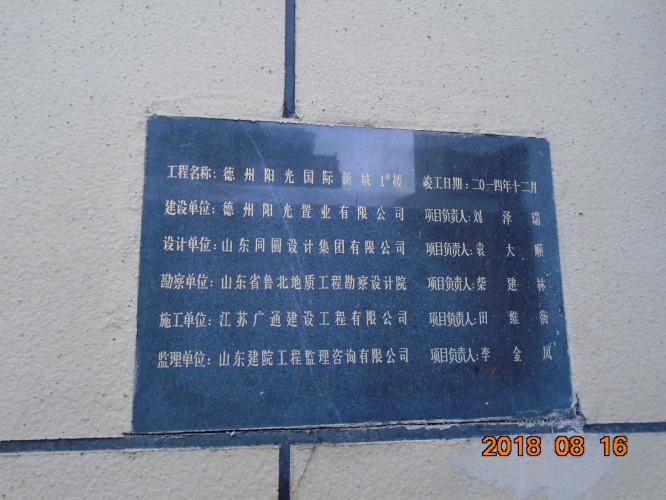 工程名称: 德州阳光国际新城1#楼 竣工日期: 二〇一四年十二月
建设单位: 德州阳光置业有限公司 项目负责人: 刘泽瑞
设计单位: 山东同圆设计集团有限公司 项目负责人: 袁大顺
勘察单位: 山东省鲁北地质工程勘察设计院 项目负责人: 柴建林
施工单位: 江苏广通建设工程有限公司 项目负责人: 田维衡
监理单位: 山东建院工程监理咨询有限公司 项目负责人: 李金凤
2018 08 16